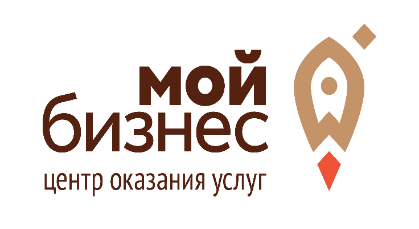 мой
бизнес
центр оказания услуг